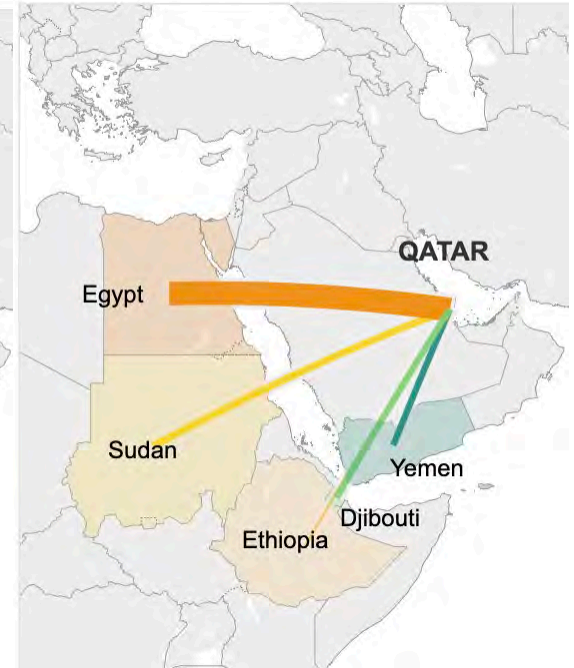 QATAR
Egypt
Sudan
Yemen
Djibouti
Ethiopia